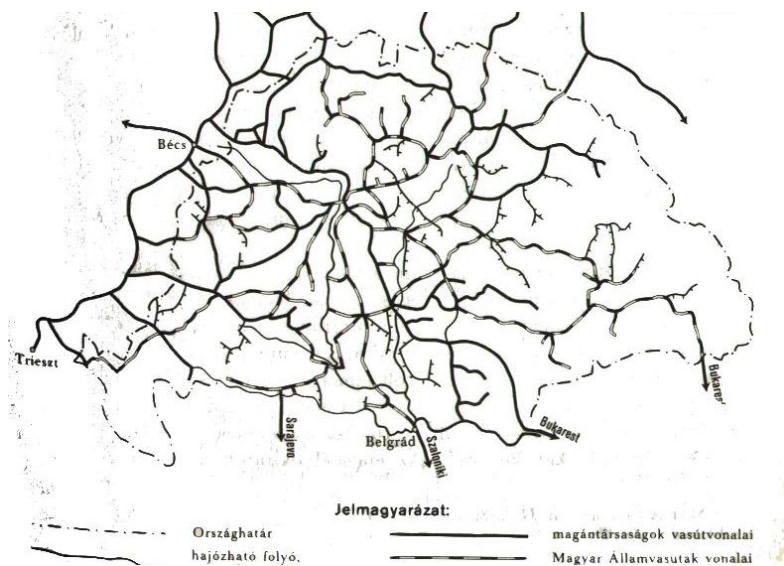 Bécs
Trieszt
Sarajevo
Belgrád
Szaloniki
Bukarest
Bukarest
Jelmagyarázat:
Országhatár
hajózható folyó,
magántársaságok vasútvonalai
Magyar Államvasutak vonalai